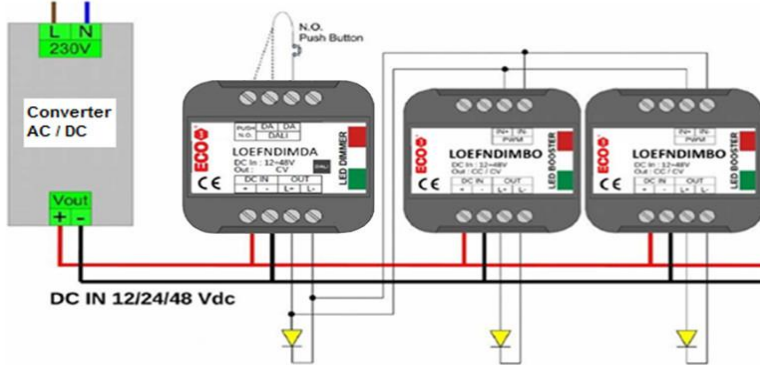 L N
230V
Converter
AC / DC
Vout
+ -
DC IN 12/24/48 Vdc
N.O.
Push Button
PUSH DA DA
N.O. DALI
ECO
LOEFNDIMDA
DC In : 12÷48V
Out : CV
DALI
LED DIMMER
CE
DC IN OUT
+ - L+ L-
IN+ IN-
PWM
ECO
LOEFNDIMBO
DC In : 12÷48V
Out : CC / CV
LED BOOSTER
CE
DC IN OUT
+ - L+ L-
IN+ IN-
PWM
ECO
LOEFNDIMBO
DC In : 12÷48V
Out : CC / CV
LED BOOSTER
CE
DC IN OUT
+ - L+ L-